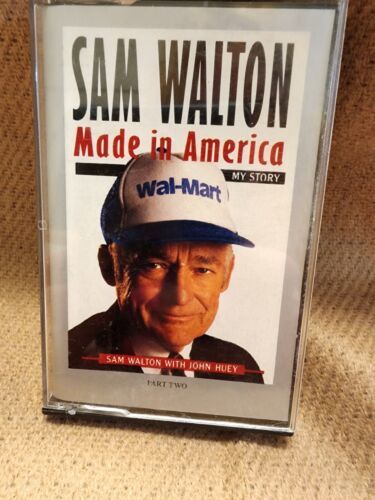 SAM WALTON
Made in America
MY STORY
Wal-Mart
SAM WALTON WITH JOHN HUEY
PART TWO